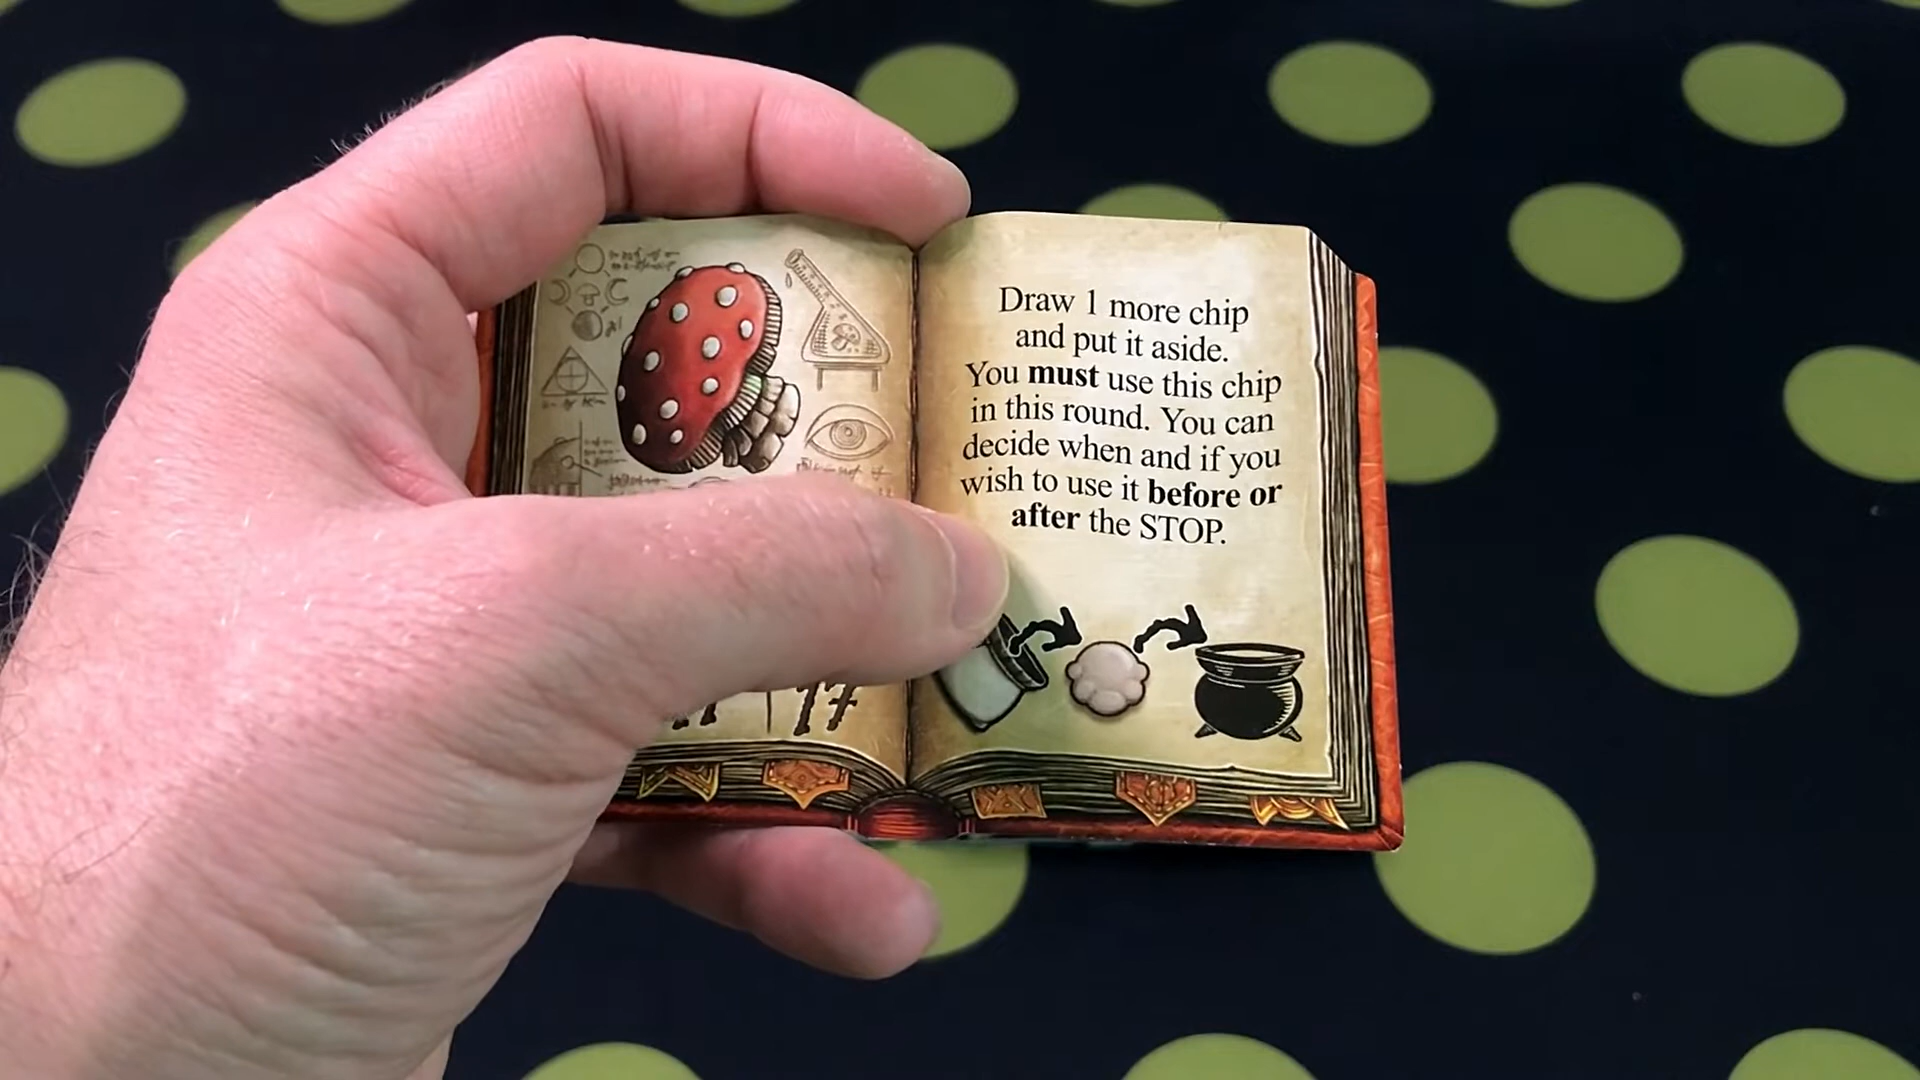 Draw 1 more chip
and put it aside.
You must use this chip
in this round. You can
decide when and if you
wish to use it before or
after the STOP.
17